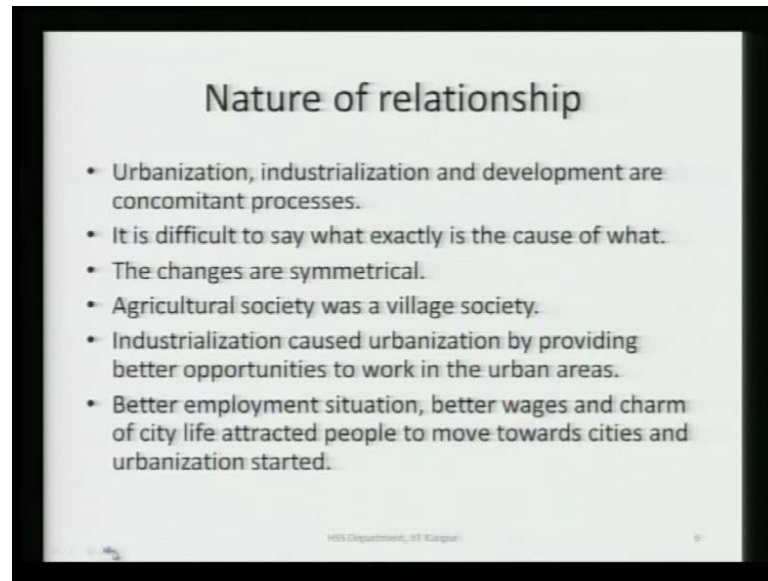 Nature of relationship
• Urbanization, industrialization and development are
concomitant processes.
• It is difficult to say what exactly is the cause of what.
• The changes are symmetrical.
• Agricultural society was a village society.
• Industrialization caused urbanization by providing
better opportunities to work in the urban areas.
• Better employment situation, better wages and charm
of city life attracted people to move towards cities and
urbanization started.
HSS Department, IIT Kanpur
6